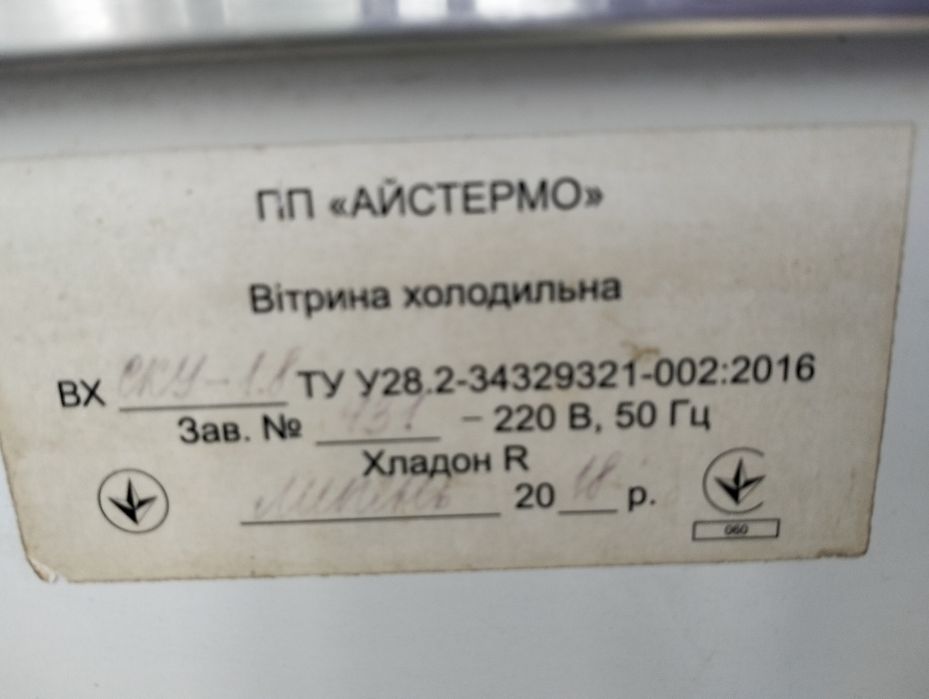 ПП «АЙСТЕРМО»
Вітрина холодильна
ВХ СКУ-1.8 ТУ У28.2-34329321-002:2016
Зав. № – 220 В, 50 Гц
Хладон R
20 18 р.
060